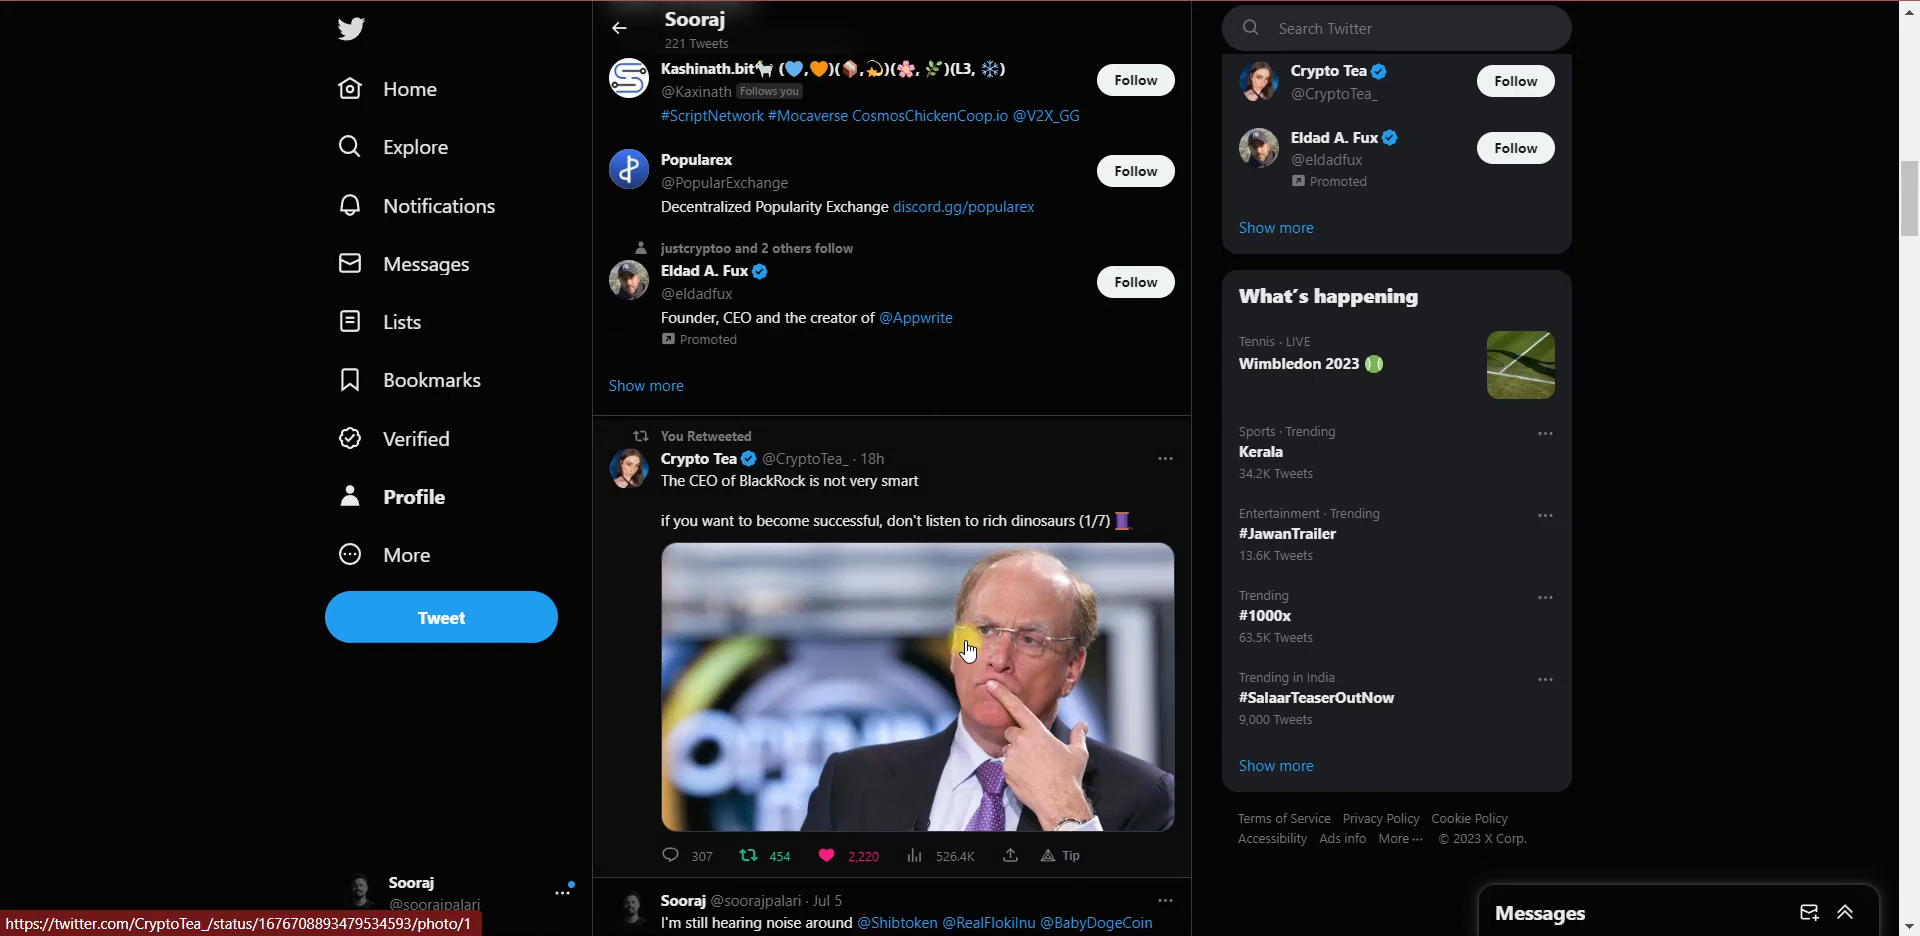 Home
Explore
Notifications
Messages
Lists
Bookmarks
Verified
Profile
More
Tweet
Sooraj
@soorajpalari
https://twitter.com/CryptoTea_/status/1676708893479534593/photo/1
Sooraj
221 Tweets
Kashinath.bit🐐 (💙,🧡)(📦,💫)(🌸, 🌿)(L3, ❄️)
@Kaxinath Follows you
Follow
#ScriptNetwork #Mocaverse CosmosChickenCoop.io @V2X_GG
Popularex
@PopularExchange
Follow
Decentralized Popularity Exchange discord.gg/popularex
justcryptoo and 2 others follow
Eldad A. Fux
@eldadfux
Follow
Founder, CEO and the creator of @Appwrite
Promoted
Show more
You Retweeted
Crypto Tea @CryptoTea_ · 18h
The CEO of BlackRock is not very smart
if you want to become successful, don't listen to rich dinosaurs (1/7) 🧵
307 454 2,220 526.4K Tip
Sooraj @soorajpalari · Jul 5
I'm still hearing noise around @Shibtoken @RealFlokiInu @BabyDogeCoin
Search Twitter
Crypto Tea
@CryptoTea_
Follow
Eldad A. Fux
@eldadfux
Follow
Promoted
Show more
What's happening
Tennis · LIVE
Wimbledon 2023 🎾
Sports · Trending
Kerala
34.2K Tweets
Entertainment · Trending
#JawanTrailer
13.6K Tweets
Trending
#1000x
63.5K Tweets
Trending in India
#SalaarTeaserOutNow
9,000 Tweets
Show more
Terms of Service Privacy Policy Cookie Policy
Accessibility Ads info More ··· © 2023 X Corp.
Messages